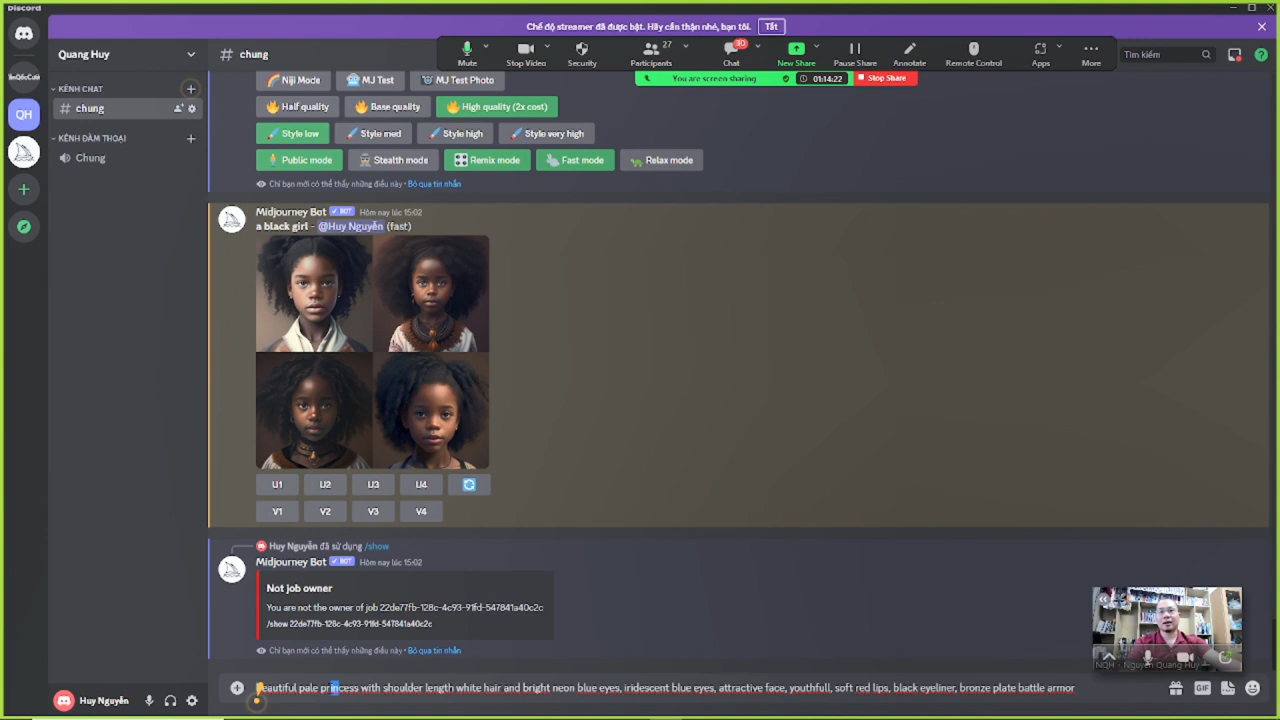 Discord
Chế độ streamer đã được bật. Hãy cẩn thận nhé, bạn tôi. Tắt
Quang Huy
# chung
Mute
Stop Video
Security
27
Participants
30
Chat
New Share
Pause Share
Annotate
Remote Control
Apps
More
Tìm kiếm
You are screen sharing
01:14:22
Stop Share
KÊNH CHAT
# chung
QH
KÊNH ĐÀM THOẠI
Chung
Niji Mode MJ Test MJ Test Photo
Half quality Base quality High quality (2x cost)
Style low Style med Style high Style very high
Public mode Stealth mode Remix mode Fast mode Relax mode
Chỉ bạn mới có thể thấy những điều này • Bỏ qua tin nhắn
Midjourney Bot BOT Hôm nay lúc 15:02
a black girl - @Huy Nguyễn (fast)
U1 U2 U3 U4
V1 V2 V3 V4
Huy Nguyễn đã sử dụng /show
Midjourney Bot BOT Hôm nay lúc 15:02
Not job owner
You are not the owner of job 22de77fb-128c-4c93-91fd-547841a40c2c
/show 22de77fb-128c-4c93-91fd-547841a40c2c
Chỉ bạn mới có thể thấy những điều này • Bỏ qua tin nhắn
NQH - Nguyen Quang Huy
beautiful pale princess with shoulder length white hair and bright neon blue eyes, iridescent blue eyes, attractive face, youthfull, soft red lips, black eyeliner, bronze plate battle armor
GIF
Huy Nguyễn